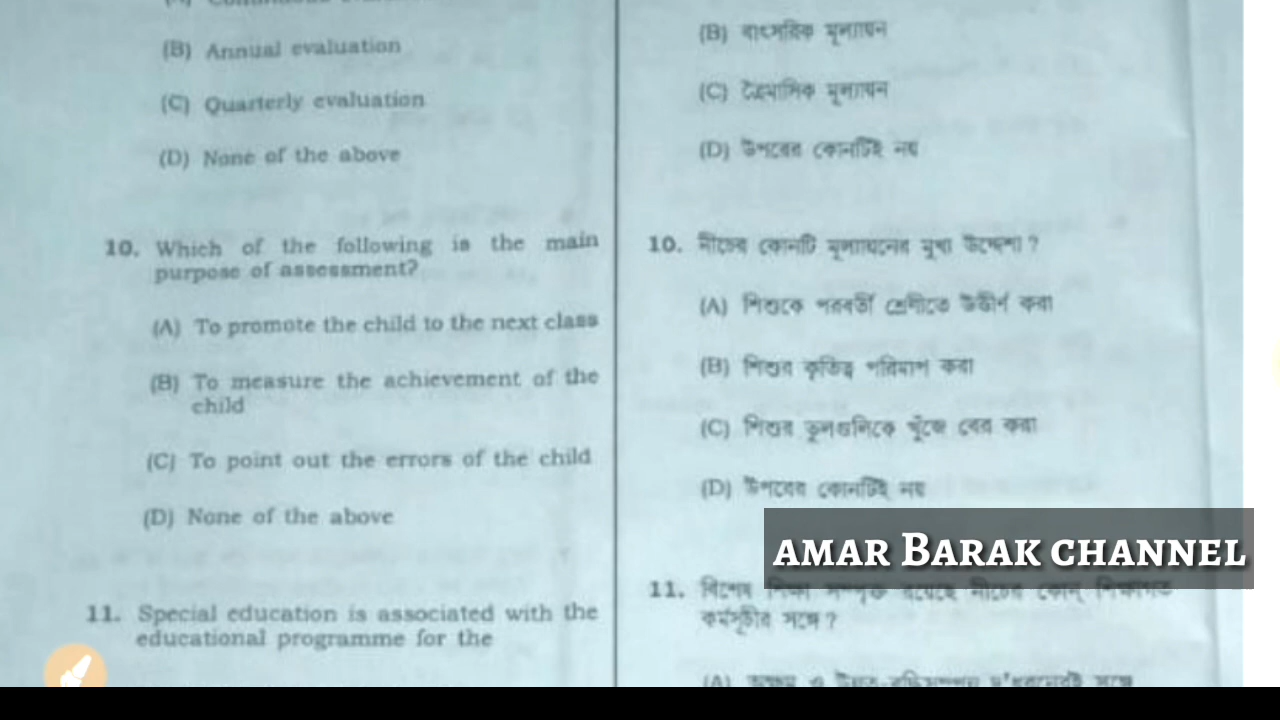 (B) Annual evaluation
(C) Quarterly evaluation
(D) None of the above
10. Which of the following is the main
purpose of assessment?
(A) To promote the child to the next class
(B) To measure the achievement of the
child
(C) To point out the errors of the child
(D) None of the above
11. Special education is associated with the
educational programme for the
(B) বাৎসরিক মূল্যায়ন
(C) ত্রৈমাসিক মূল্যায়ন
(D) উপরের কোনটিই নয়
10. নীচের কোনটি মূল্যায়নের মুখ্য উদ্দেশ্য ?
(A) শিশুকে পরবর্তী শ্রেণীতে উত্তীর্ণ করা
(B) শিশুর কৃতিত্ব পরিমাপ করা
(C) শিশুর ভুলগুলিকে খুঁজে বের করা
(D) উপরের কোনটিই নয়
AMAR BARAK CHANNEL
11. বিশেষ শিক্ষা সম্পৃক্ত রয়েছে নীচের কোন্ শিক্ষাগত
কর্মসূচীর সঙ্গে ?